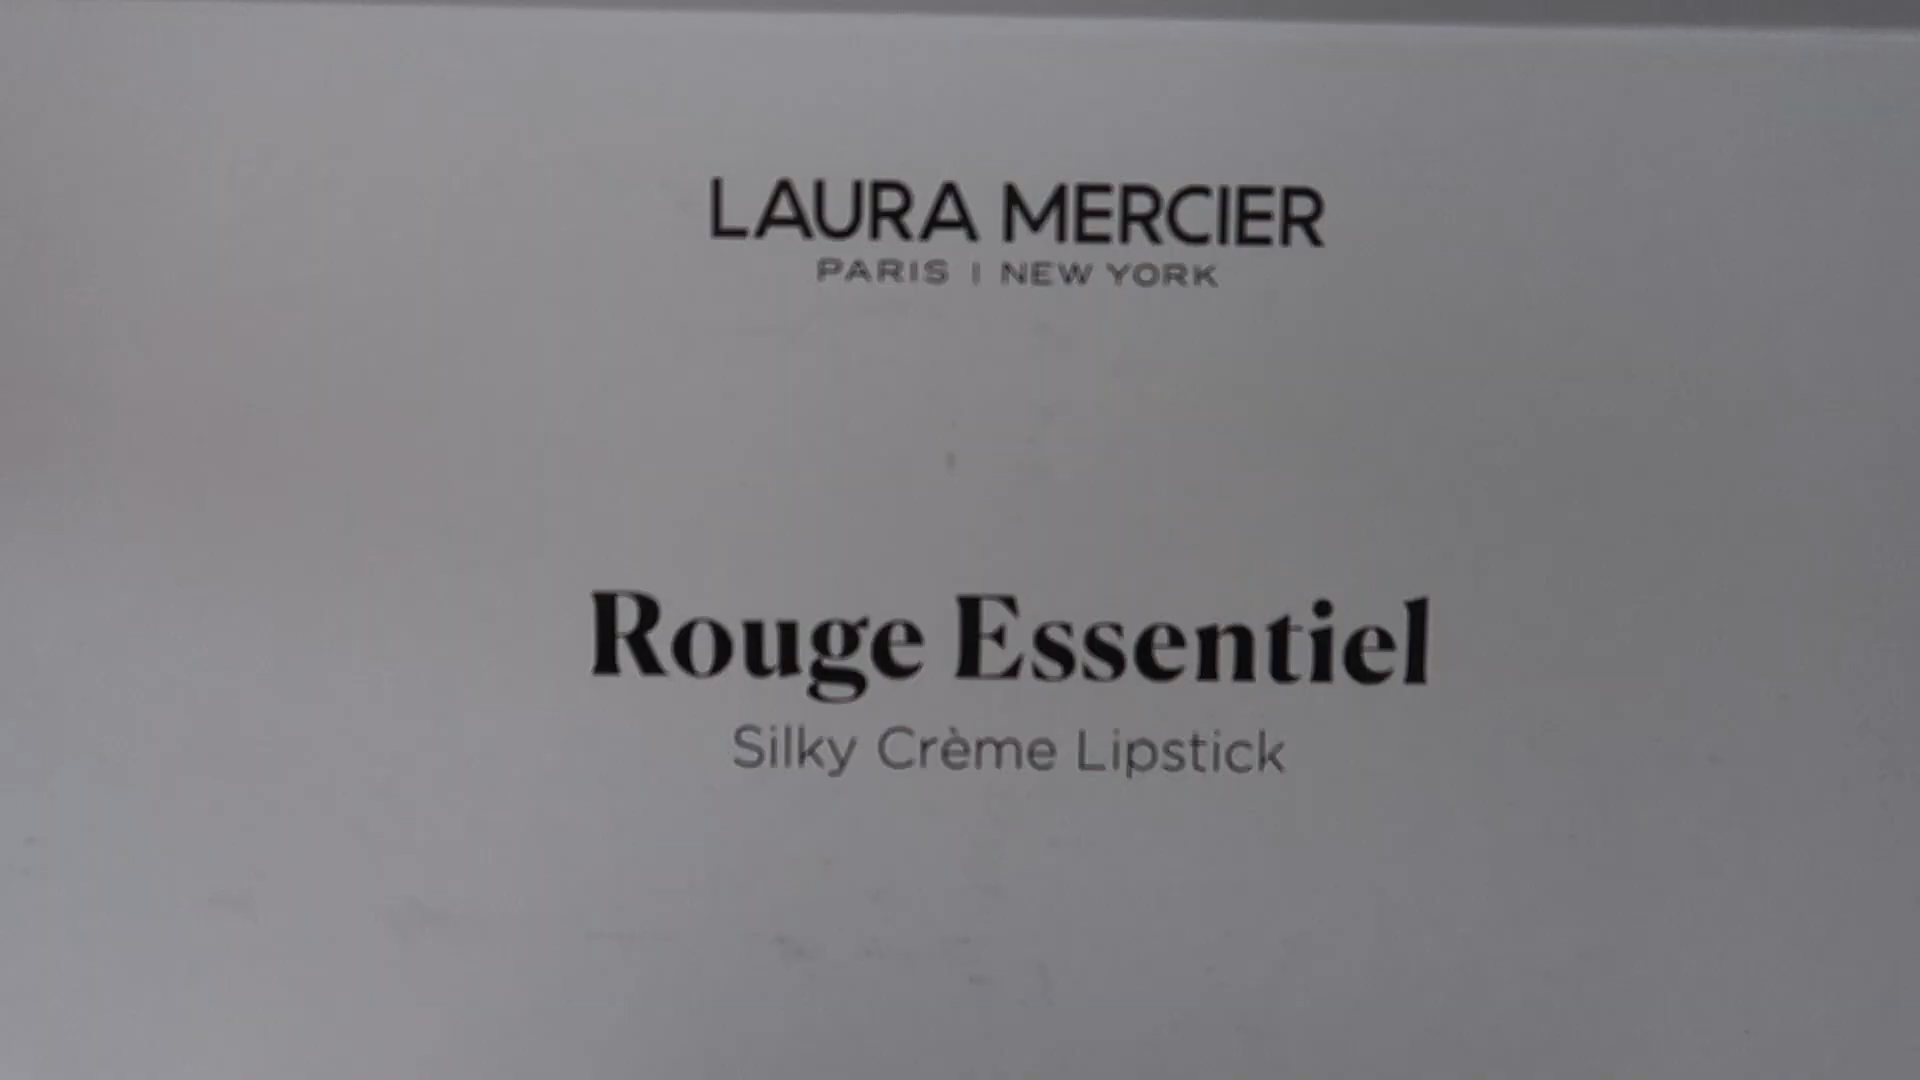 LAURA MERCIER
PARIS | NEW YORK
Rouge Essentiel
Silky Crème Lipstick